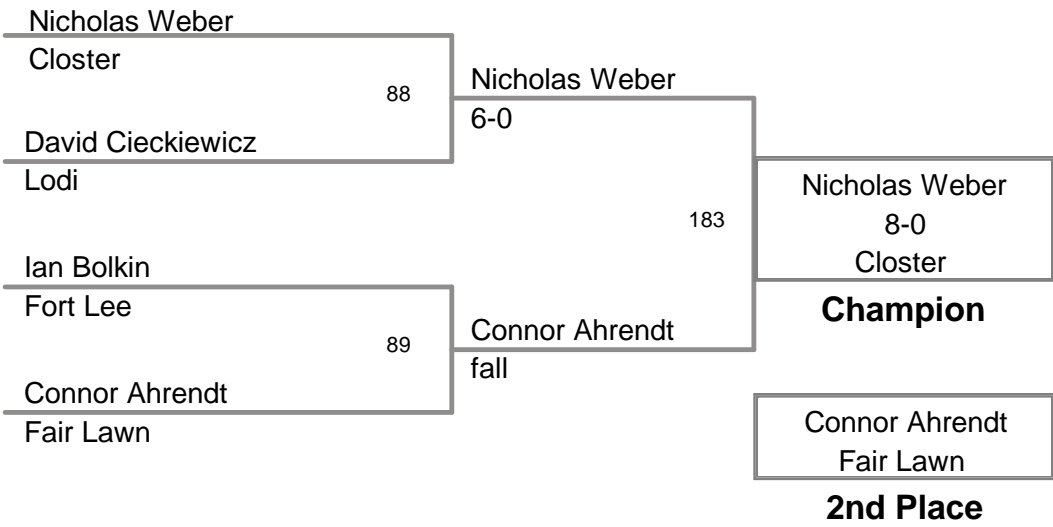 Nicholas Weber
Closter
88
David Cieckiewicz
Lodi
Ian Bolkin
Fort Lee
89
Connor Ahrendt
Fair Lawn
Nicholas Weber
6-0
183
Connor Ahrendt
fall
Nicholas Weber
8-0
Closter
Champion
Connor Ahrendt
Fair Lawn
2nd Place